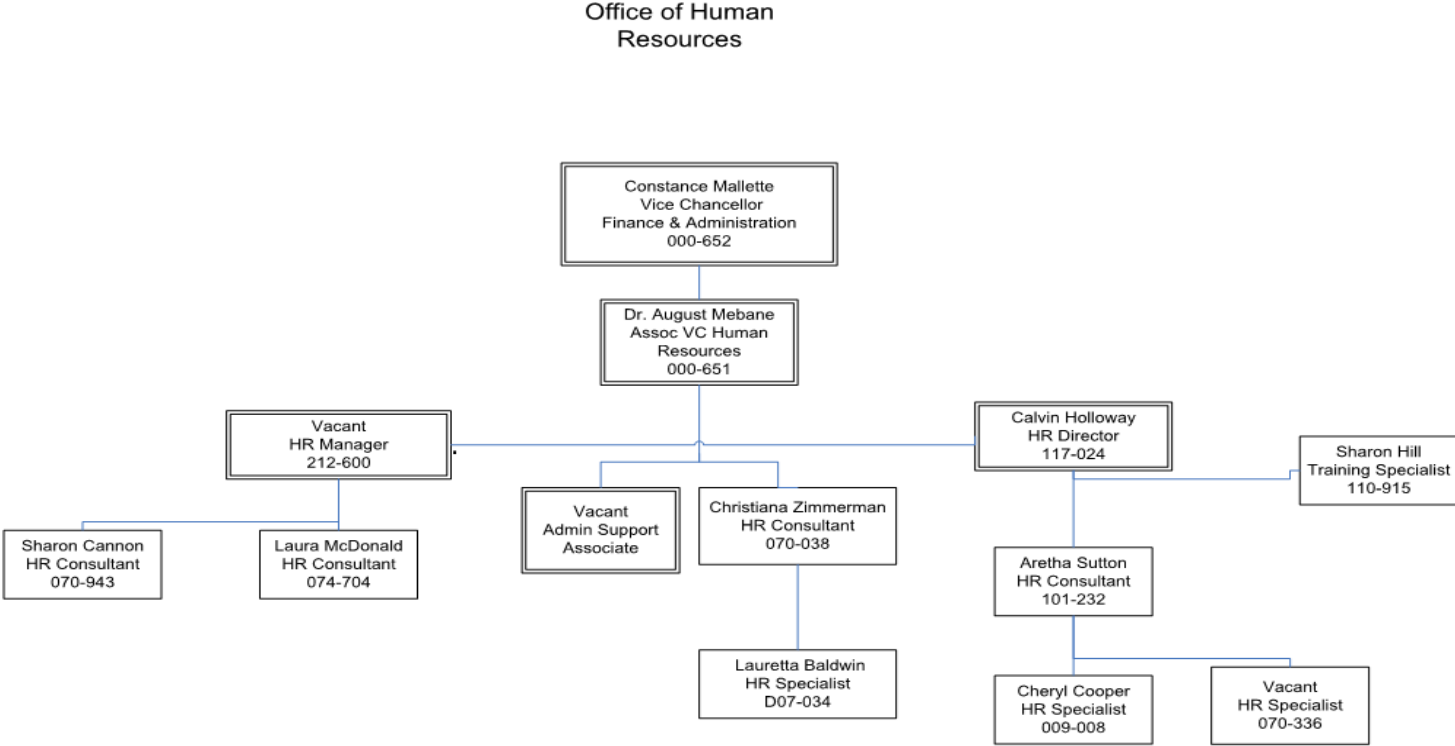 Office of Human
Resources
Constance Mallette
Vice Chancellor
Finance & Administration
000-652
Dr. August Mebane
Assoc VC Human
Resources
000-651
Vacant
HR Manager
212-600
Calvin Holloway
HR Director
117-024
Sharon Hill
Training Specialist
110-915
Sharon Cannon
HR Consultant
070-943
Laura McDonald
HR Consultant
074-704
Vacant
Admin Support
Associate
Christiana Zimmerman
HR Consultant
070-038
Aretha Sutton
HR Consultant
101-232
Lauretta Baldwin
HR Specialist
D07-034
Cheryl Cooper
HR Specialist
009-008
Vacant
HR Specialist
070-336